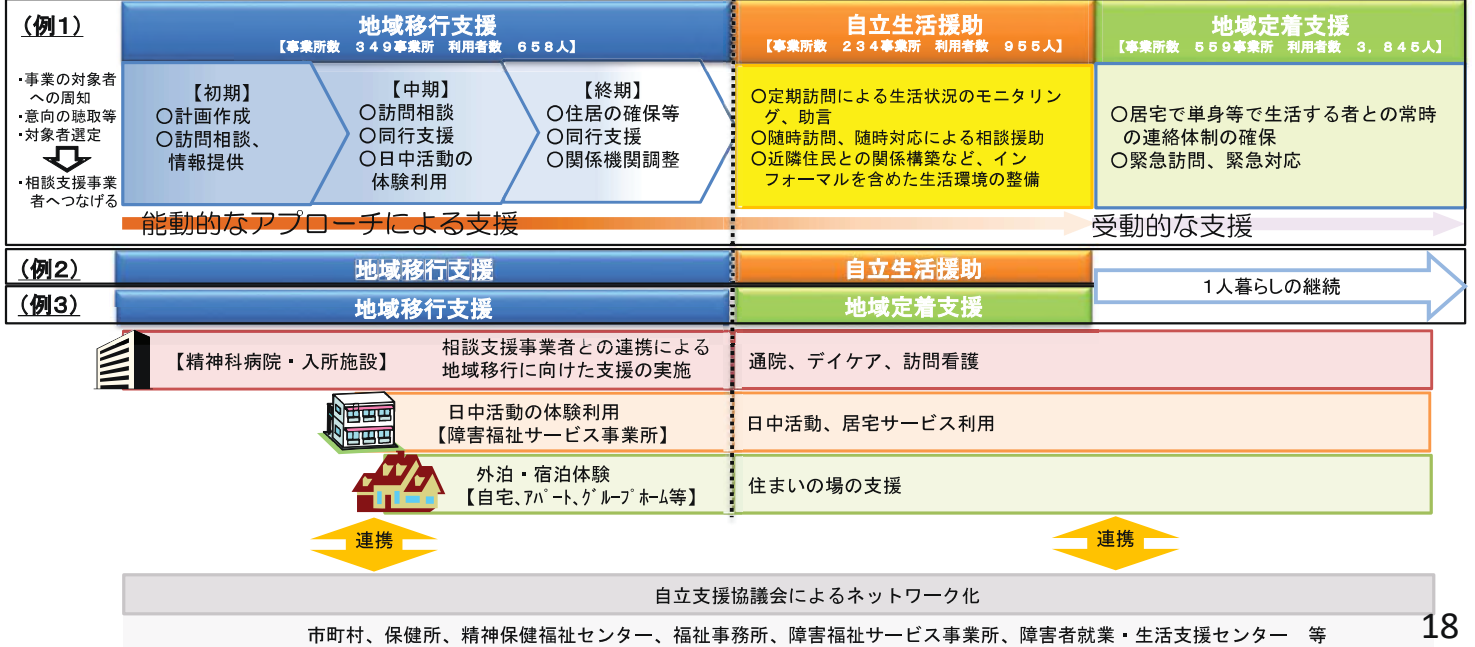 (例1)
地域移行支援
【事業所数 349事業所 利用者数 658人】
自立生活援助
【事業所数 234事業所 利用者数 955人】
地域定着支援
【事業所数 559事業所 利用者数 3,845人】
・事業の対象者
への周知
・意向の聴取等
・対象者選定
・相談支援事業
者へつなげる
【初期】
○計画作成
○訪問相談、
情報提供
【中期】
○訪問相談
○同行支援
○日中活動の
体験利用
【終期】
○住居の確保等
○同行支援
○関係機関調整
○定期訪問による生活状況のモニタリン
グ、助言
○随時訪問、随時対応による相談援助
○近隣住民との関係構築など、イン
フォーマルを含めた生活環境の整備
○居宅で単身等で生活する者との常時
の連絡体制の確保
○緊急訪問、緊急対応
能動的なアプローチによる支援
受動的な支援
(例2)
地域移行支援
自立生活援助
1人暮らしの継続
(例3)
地域移行支援
地域定着支援
【精神科病院・入所施設】
相談支援事業者との連携による
地域移行に向けた支援の実施
通院、デイケア、訪問看護
日中活動の体験利用
【障害福祉サービス事業所】
日中活動、居宅サービス利用
外泊・宿泊体験
【自宅、アパート、グループホーム等】
住まいの場の支援
連携
連携
自立支援協議会によるネットワーク化
市町村、保健所、精神保健福祉センター、福祉事務所、障害福祉サービス事業所、障害者就業・生活支援センター 等
18